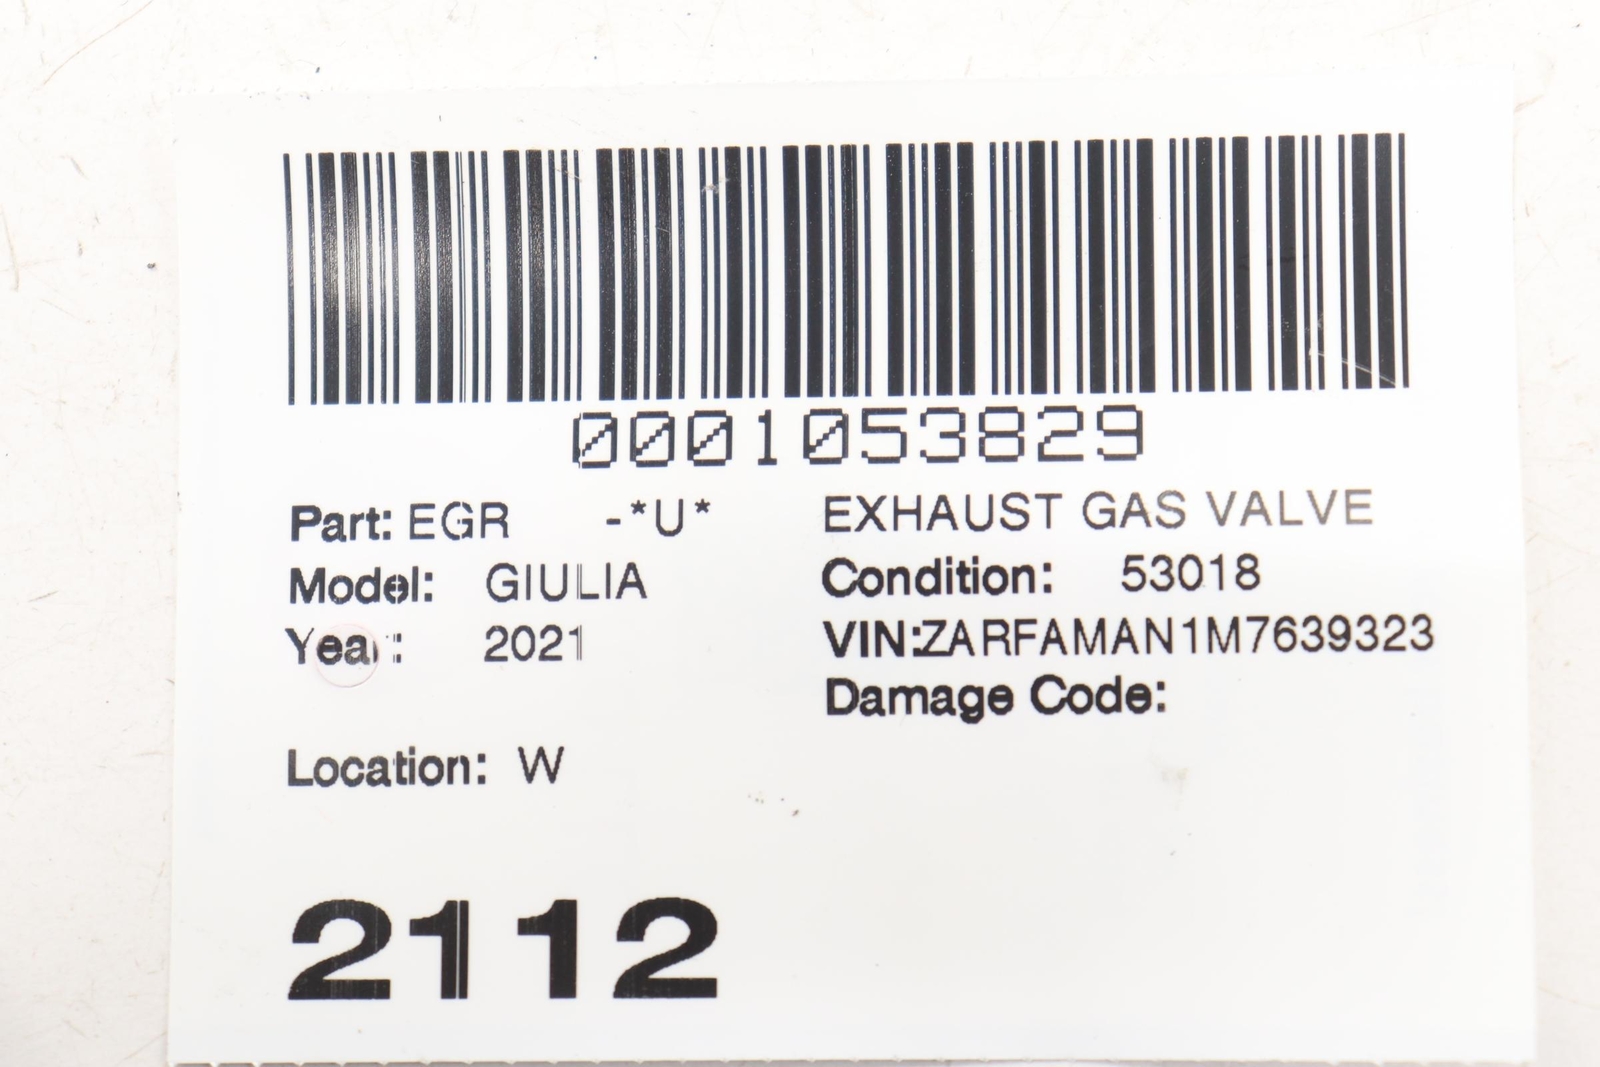 0001053829
Part: EGR -*U* EXHAUST GAS VALVE
Model: GIULIA Condition: 53018
Year: 2021 VIN:ZARFAMAN1M7639323
Damage Code:
Location: W
2112